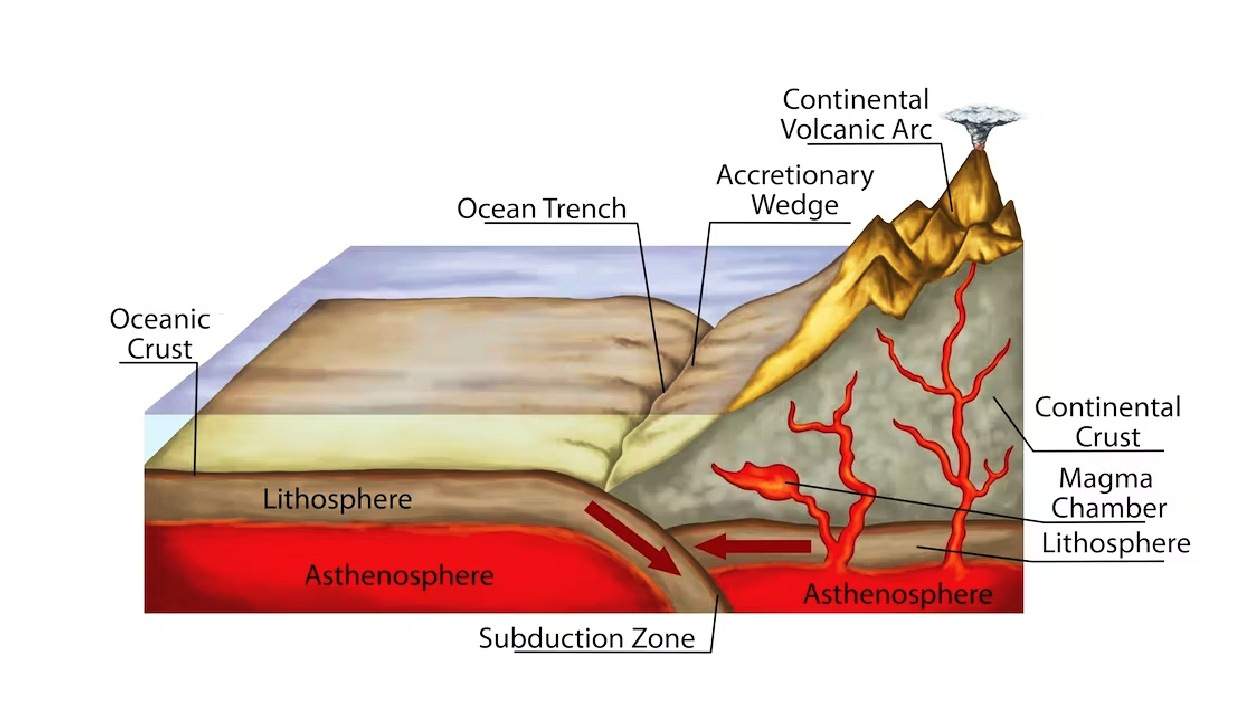 Continental
Volcanic Arc
Accretionary
Wedge
Ocean Trench
Oceanic
Crust
Continental
Crust
Magma
Chamber
Lithosphere
Lithosphere
Asthenosphere
Asthenosphere
Subduction Zone